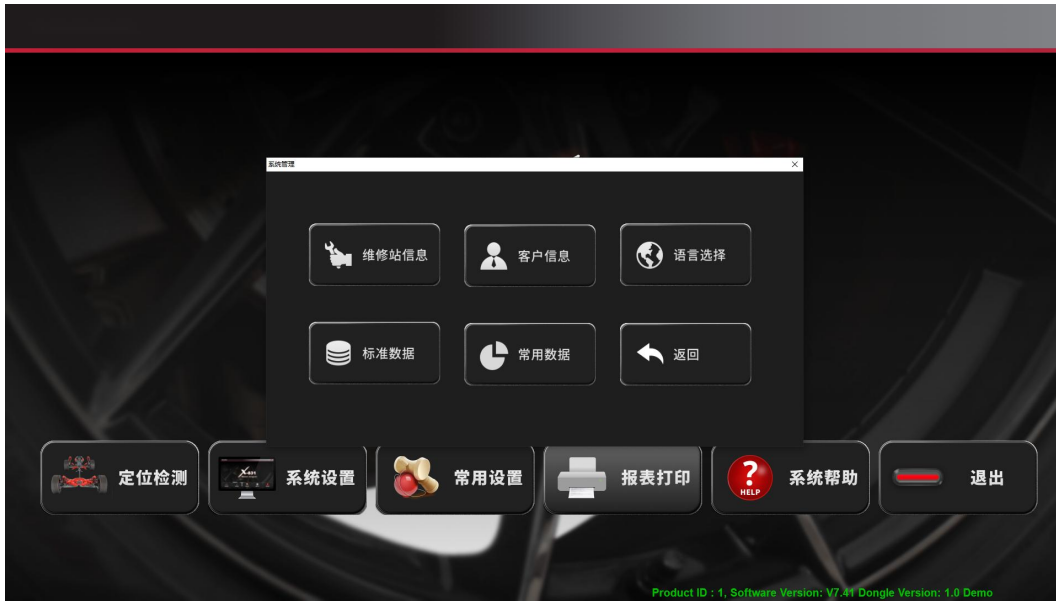 系统管理
维修站信息
客户信息
语言选择
标准数据
常用数据
返回
定位检测
X-831
系统设置
常用设置
报表打印
HELP
系统帮助
退出
Product ID : 1, Software Version: V7.41 Dongle Version: 1.0 Demo